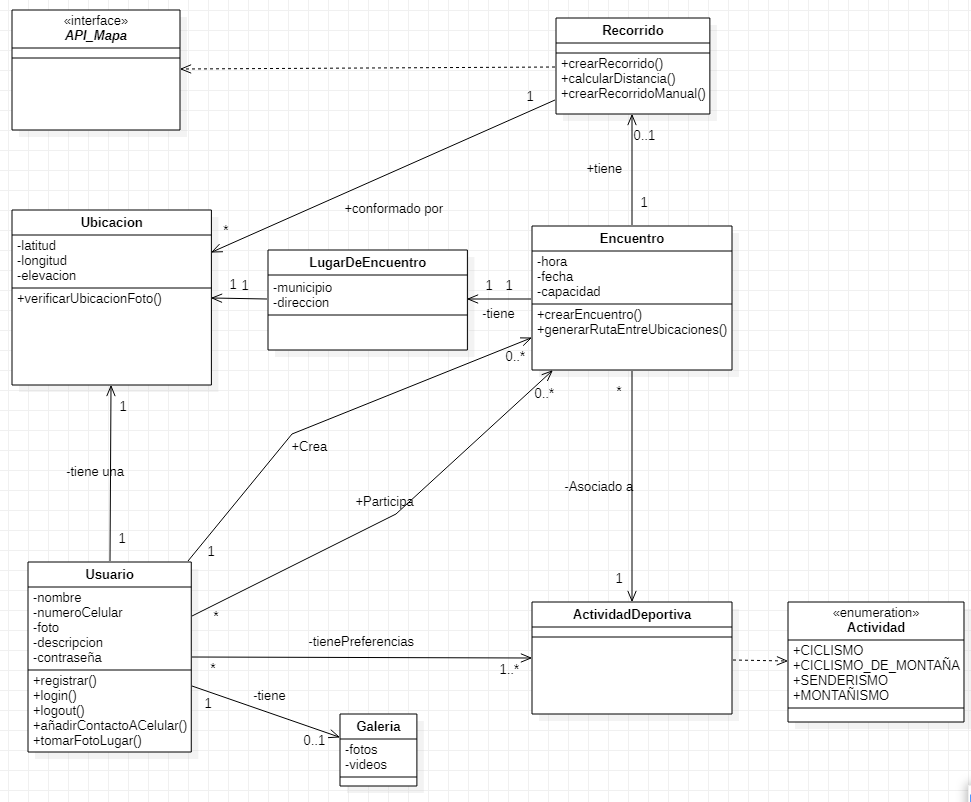 «interface»
API_Mapa
Recorrido
+crearRecorrido()
+calcularDistancia()
+crearRecorridoManual()
1
0..1
+tiene
1
+conformado por
*
Ubicacion
-latitud
-longitud
-elevacion
+verificarUbicacionFoto()
1 1
LugarDeEncuentro
-municipio
-direccion
1 1
-tiene
Encuentro
-hora
-fecha
-capacidad
+crearEncuentro()
+generarRutaEntreUbicaciones()
0..*
0..*
*
1
+Crea
-tiene una
+Participa
-Asociado a
1
1
1
Usuario
-nombre
-numeroCelular
-foto
-descripcion
-contraseña
+registrar()
+login()
+logout()
+añadirContactoACelular()
+tomarFotoLugar()
*
-tienePreferencias
*
1..*
ActividadDeportiva
«enumeration»
Actividad
+CICLISMO
+CICLISMO_DE_MONTAÑA
+SENDERISMO
+MONTAÑISMO
-tiene
1
0..1
Galeria
-fotos
-videos